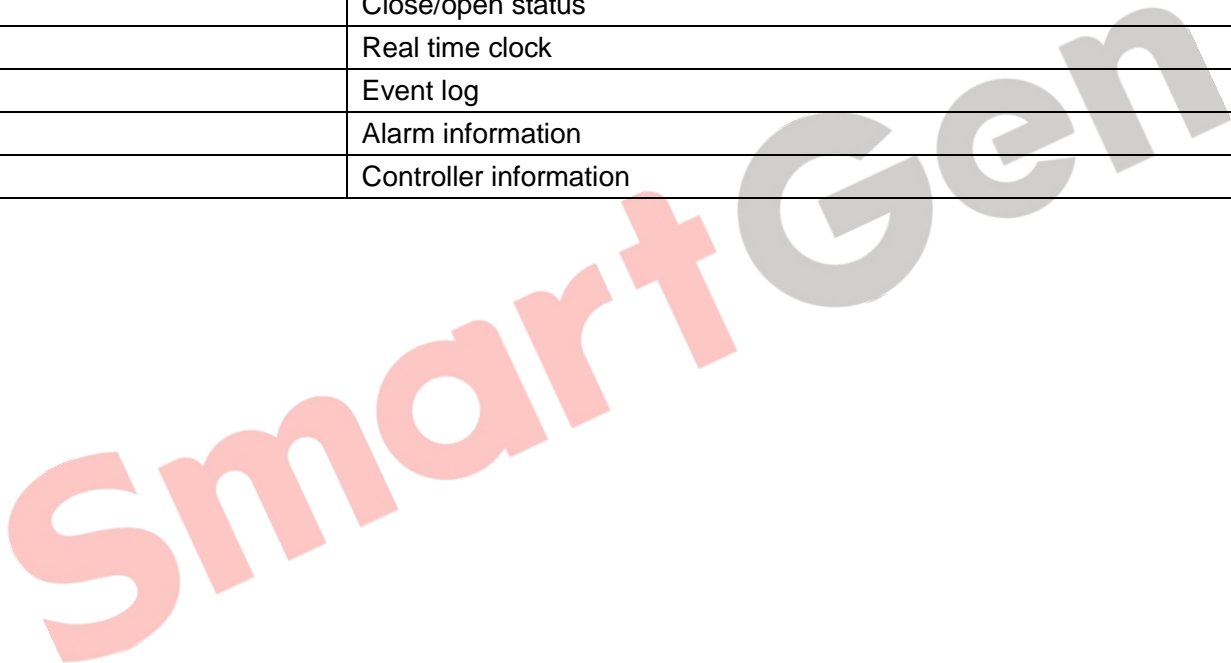 Close/open status
Real time clock
Event log
Alarm information
Controller information
SmartGen